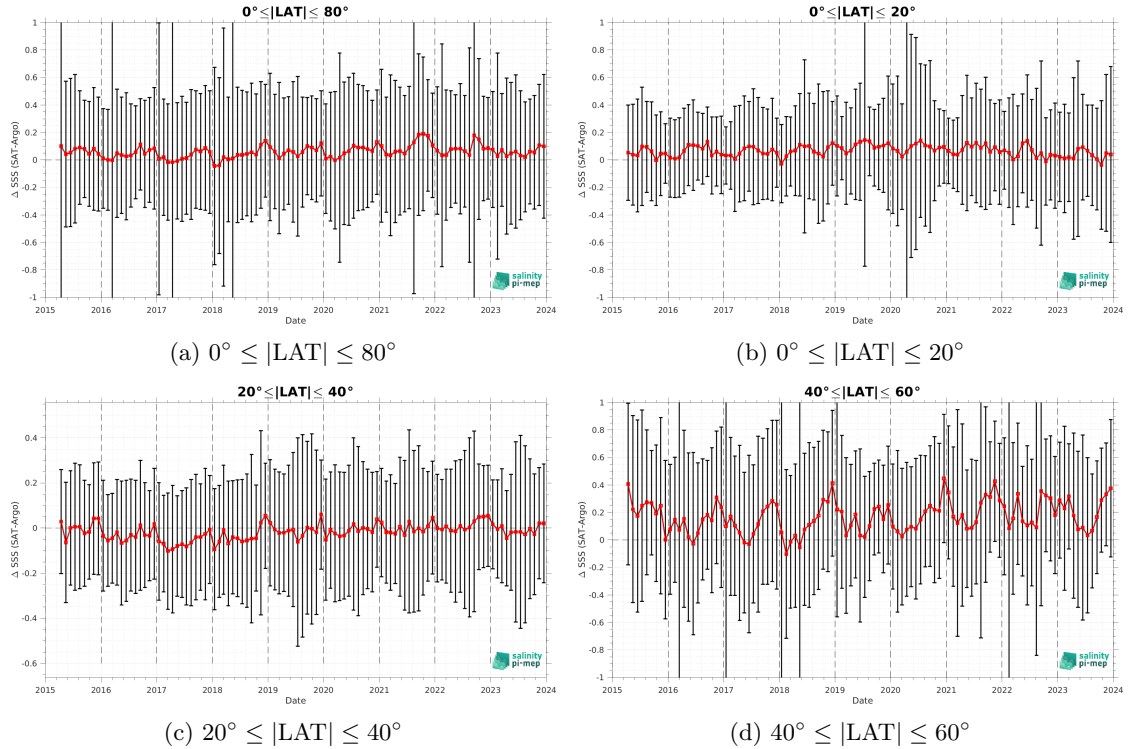 0°≤|LAT|≤ 80°
Δ SSS (SAT-Argo)
1
0.8
0.6
0.4
0.2
0
-0.2
-0.4
-0.6
-0.8
-1
2015 2016 2017 2018 2019 2020 2021 2022 2023 2024
Date
salinity
pi-mep
(a) 0° ≤ |LAT| ≤ 80°
0°≤|LAT|≤ 20°
Δ SSS (SAT-Argo)
1
0.8
0.6
0.4
0.2
0
-0.2
-0.4
-0.6
-0.8
-1
2015 2016 2017 2018 2019 2020 2021 2022 2023 2024
Date
salinity
pi-mep
(b) 0° ≤ |LAT| ≤ 20°
20°≤|LAT|≤ 40°
Δ SSS (SAT-Argo)
0.4
0.2
0
-0.2
-0.4
-0.6
2015 2016 2017 2018 2019 2020 2021 2022 2023 2024
Date
salinity
pi-mep
(c) 20° ≤ |LAT| ≤ 40°
40°≤|LAT|≤ 60°
Δ SSS (SAT-Argo)
1
0.8
0.6
0.4
0.2
0
-0.2
-0.4
-0.6
-0.8
-1
2015 2016 2017 2018 2019 2020 2021 2022 2023 2024
Date
salinity
pi-mep
(d) 40° ≤ |LAT| ≤ 60°